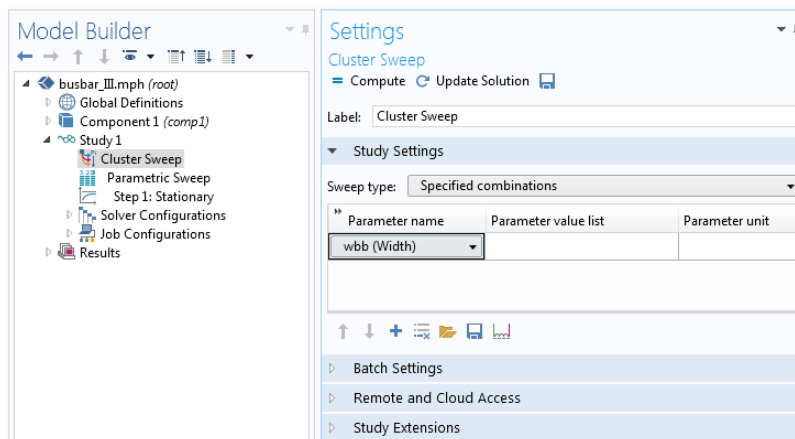 Model Builder
busbar_III.mph (root)
Global Definitions
Component 1 (comp1)
Study 1
Cluster Sweep
Parametric Sweep
Step 1: Stationary
Solver Configurations
Job Configurations
Results
Settings
Cluster Sweep
= Compute Update Solution
Label: Cluster Sweep
Study Settings
Sweep type: Specified combinations
Parameter name Parameter value list Parameter unit
wbb (Width)
Batch Settings
Remote and Cloud Access
Study Extensions